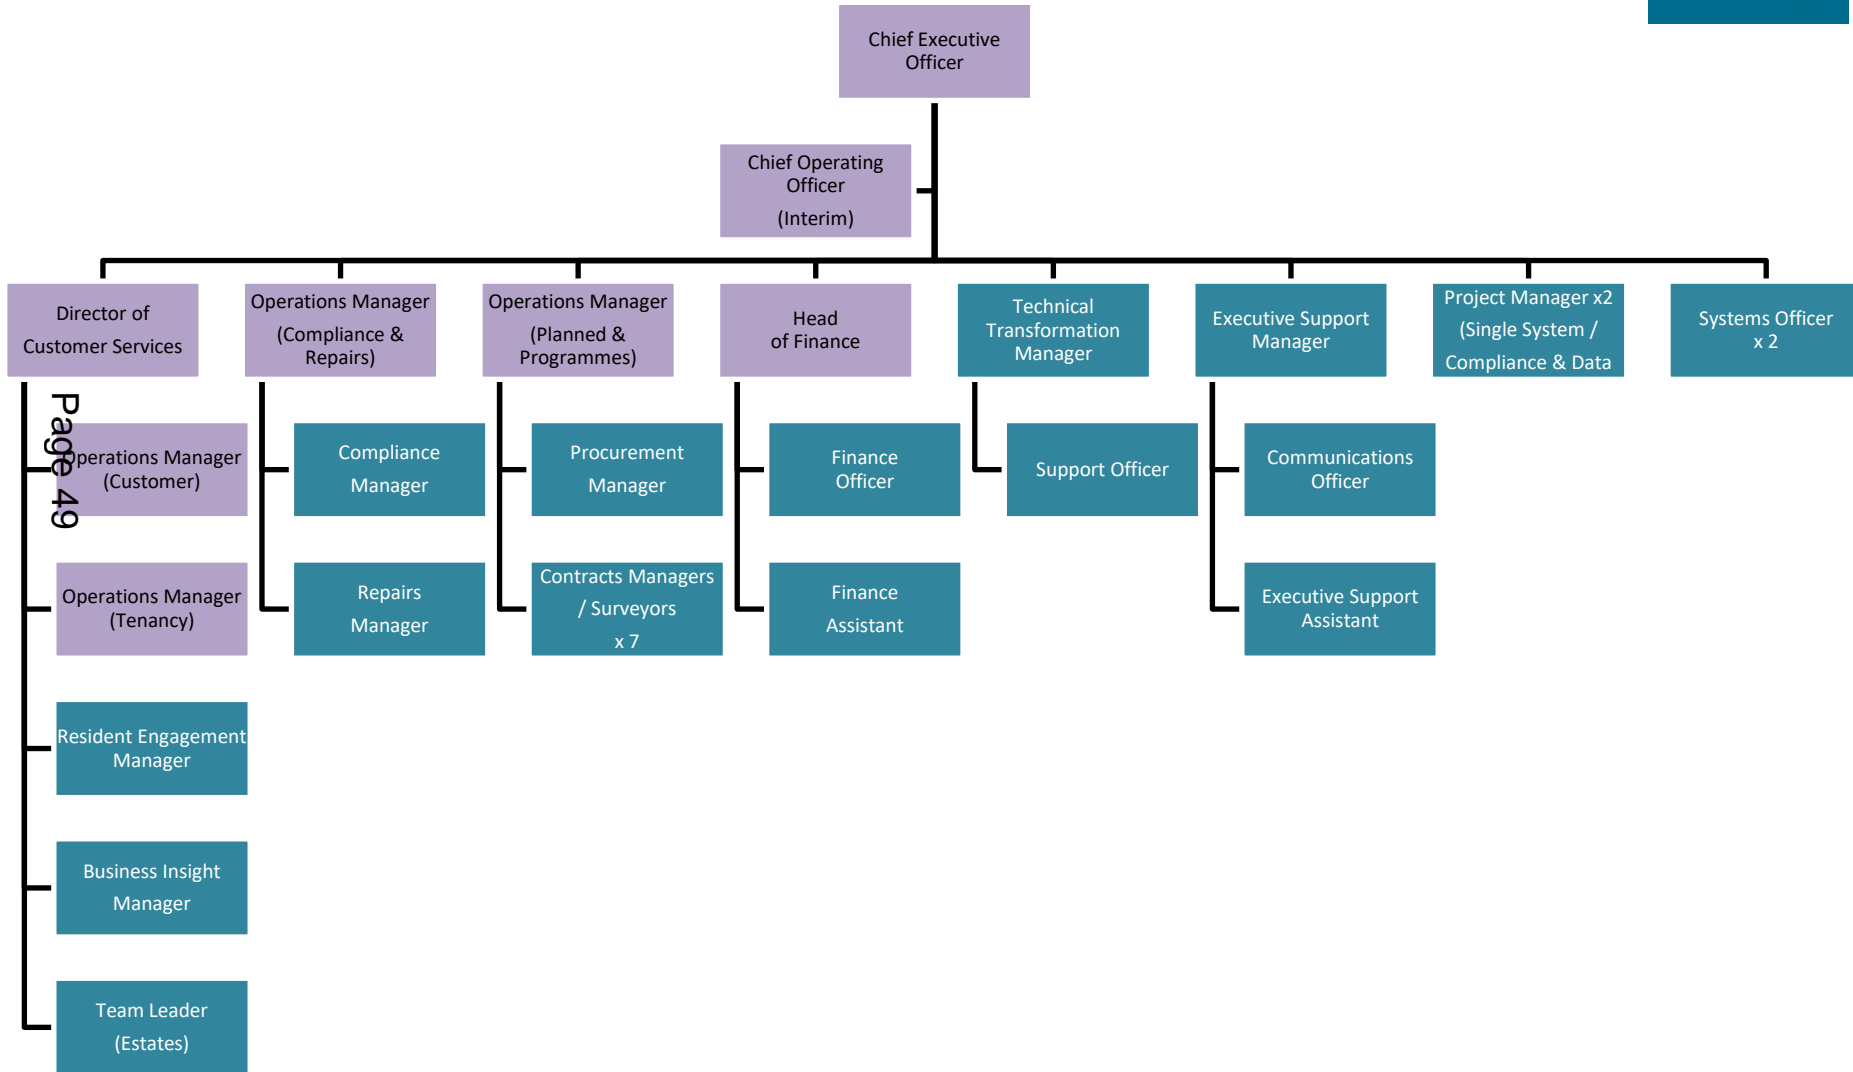 Chief Executive
Officer
Chief Operating
Officer
(Interim)
Director of
Customer Services
Operations Manager
(Compliance &
Repairs)
Operations Manager
(Planned &
Programmes)
Head
of Finance
Technical
Transformation
Manager
Executive Support
Manager
Project Manager x2
(Single System /
Compliance & Data
Systems Officer
x 2
Page 49
Operations Manager
(Customer)
Compliance
Manager
Procurement
Manager
Finance
Officer
Support Officer
Communications
Officer
Operations Manager
(Tenancy)
Repairs
Manager
Contracts Managers
/ Surveyors
x 7
Finance
Assistant
Executive Support
Assistant
Resident Engagement
Manager
Business Insight
Manager
Team Leader
(Estates)